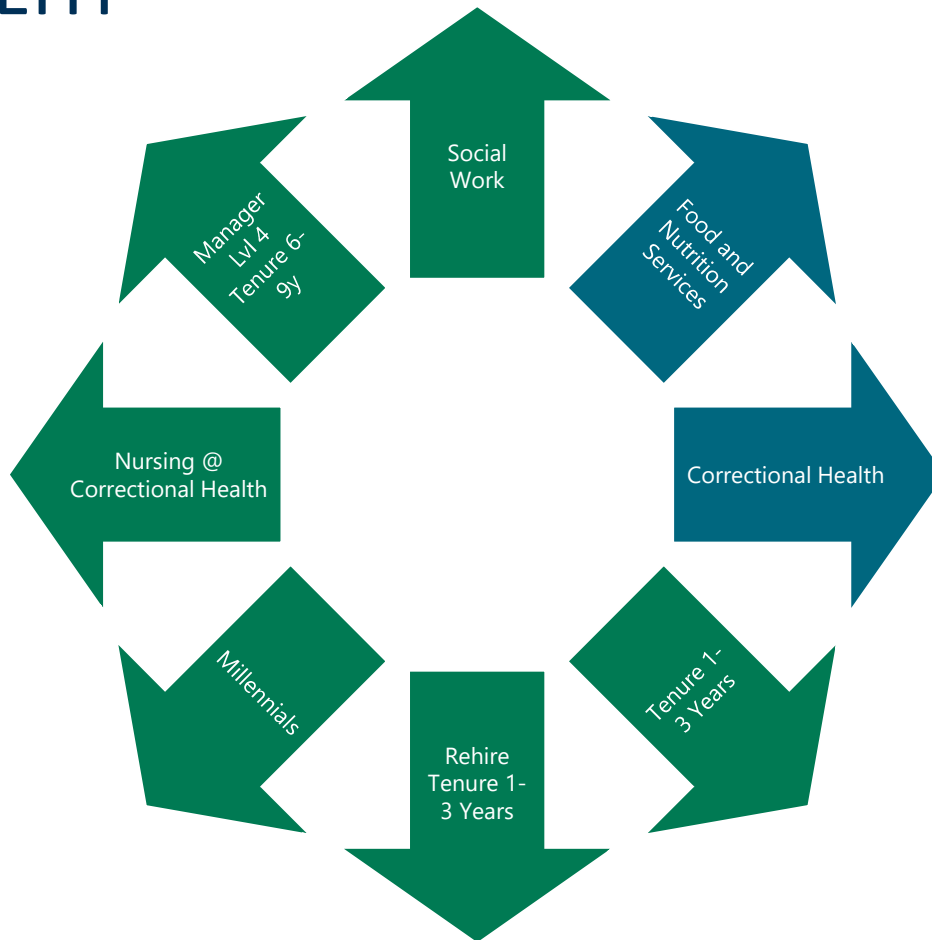 Social
Work
Food and
Nutrition
Services
Correctional Health
Tenure 1-
3 Years
Rehire
Tenure 1-
3 Years
Millennials
Nursing @
Correctional Health
Manager
Lvl 4
Tenure 6-
9y